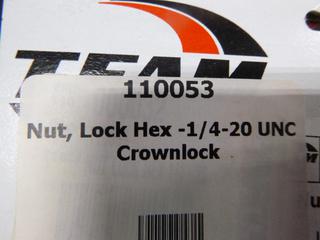 TEAM
110053
Nut, Lock Hex -1/4-20 UNC
Crownlock